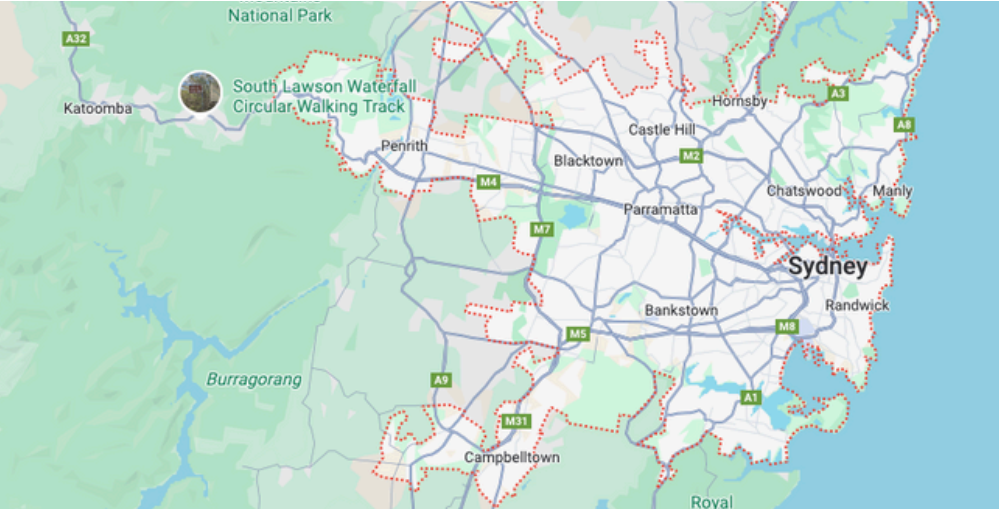 National Park
A32
South Lawson Waterfall
Circular Walking Track
Katoomba
Hornsby
A3
Castle Hill
A8
Penrith
Blacktown
M2
M4
Chatswood
Manly
Parramatta
M7
Sydney
Randwick
Bankstown
M8
M5
Burragorang
A9
A1
M31
Campbelltown
Royal